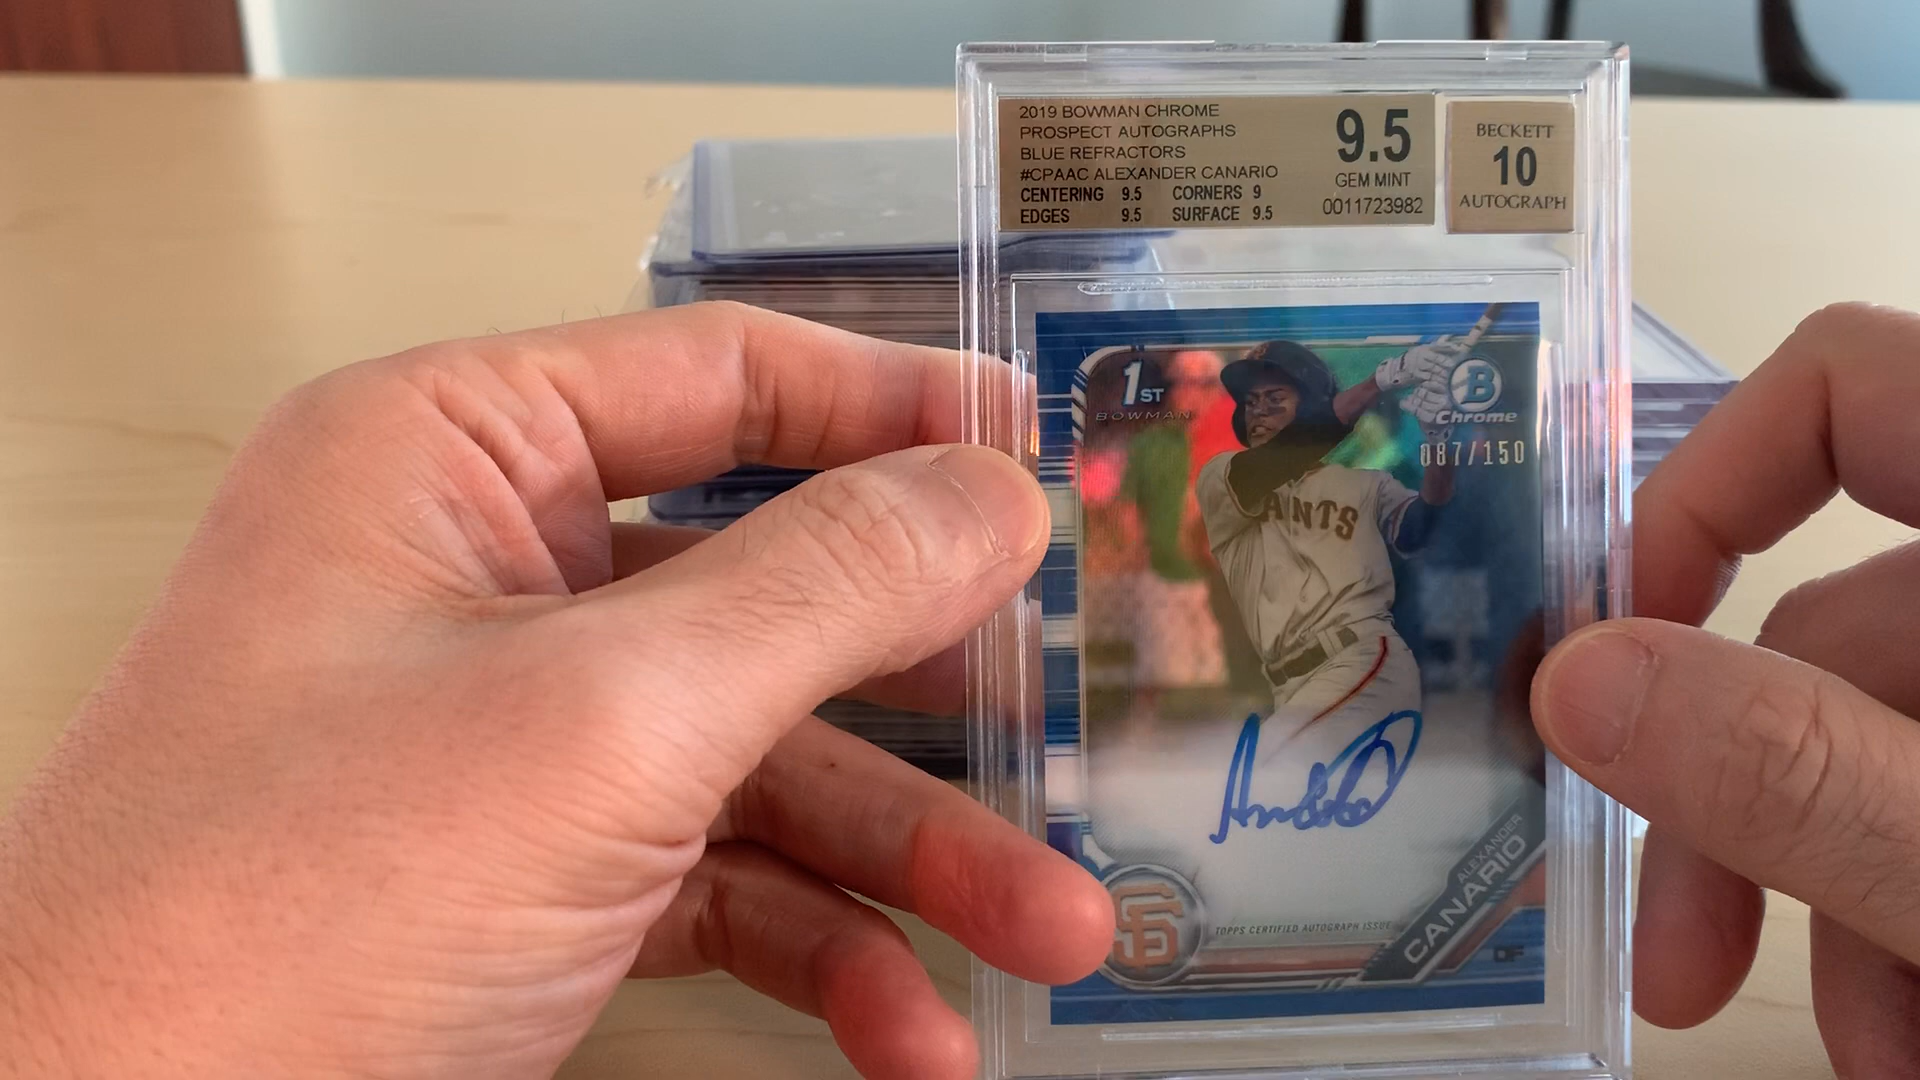 2019 BOWMAN CHROME
PROSPECT AUTOGRAPHS
BLUE REFRACTORS
#CPAAC ALEXANDER CANARIO
CENTERING 9.5 CORNERS 9
EDGES 9.5 SURFACE 9.5
9.5
GEM MINT
0011723982
BECKETT
10
AUTOGRAPH
1ST
BOWMAN
B
Chrome
087/150
ANTS
SF
TOPPS CERTIFIED AUTOGRAPH ISSUE
ALEXANDER
CANARIO
OF